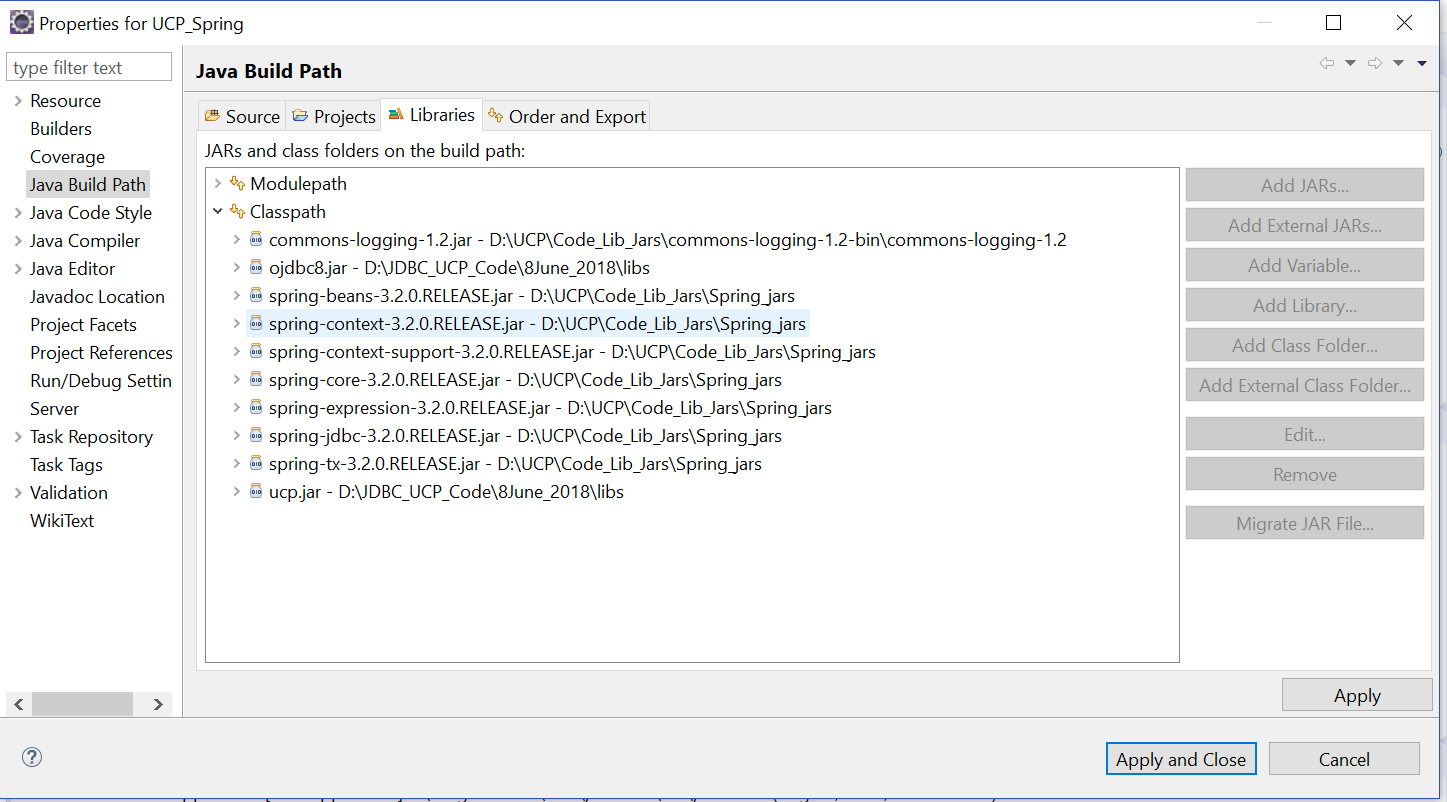 Properties for UCP_Spring
type filter text
Resource
Builders
Coverage
Java Build Path
Java Code Style
Java Compiler
Java Editor
Javadoc Location
Project Facets
Project References
Run/Debug Settin
Server
Task Repository
Task Tags
Validation
WikiText
Java Build Path
Source Projects Libraries Order and Export
JARs and class folders on the build path:
Modulepath
Classpath
commons-logging-1.2.jar - D:\UCP\Code_Lib_Jars\commons-logging-1.2-bin\commons-logging-1.2
ojdbc8.jar - D:\JDBC_UCP_Code\8June_2018\libs
spring-beans-3.2.0.RELEASE.jar - D:\UCP\Code_Lib_Jars\Spring_jars
spring-context-3.2.0.RELEASE.jar - D:\UCP\Code_Lib_Jars\Spring_jars
spring-context-support-3.2.0.RELEASE.jar - D:\UCP\Code_Lib_Jars\Spring_jars
spring-core-3.2.0.RELEASE.jar - D:\UCP\Code_Lib_Jars\Spring_jars
spring-expression-3.2.0.RELEASE.jar - D:\UCP\Code_Lib_Jars\Spring_jars
spring-jdbc-3.2.0.RELEASE.jar - D:\UCP\Code_Lib_Jars\Spring_jars
spring-tx-3.2.0.RELEASE.jar - D:\UCP\Code_Lib_Jars\Spring_jars
ucp.jar - D:\JDBC_UCP_Code\8June_2018\libs
Add JARs...
Add External JARs...
Add Variable...
Add Library...
Add Class Folder...
Add External Class Folder...
Edit...
Remove
Migrate JAR File...
Apply
Apply and Close
Cancel